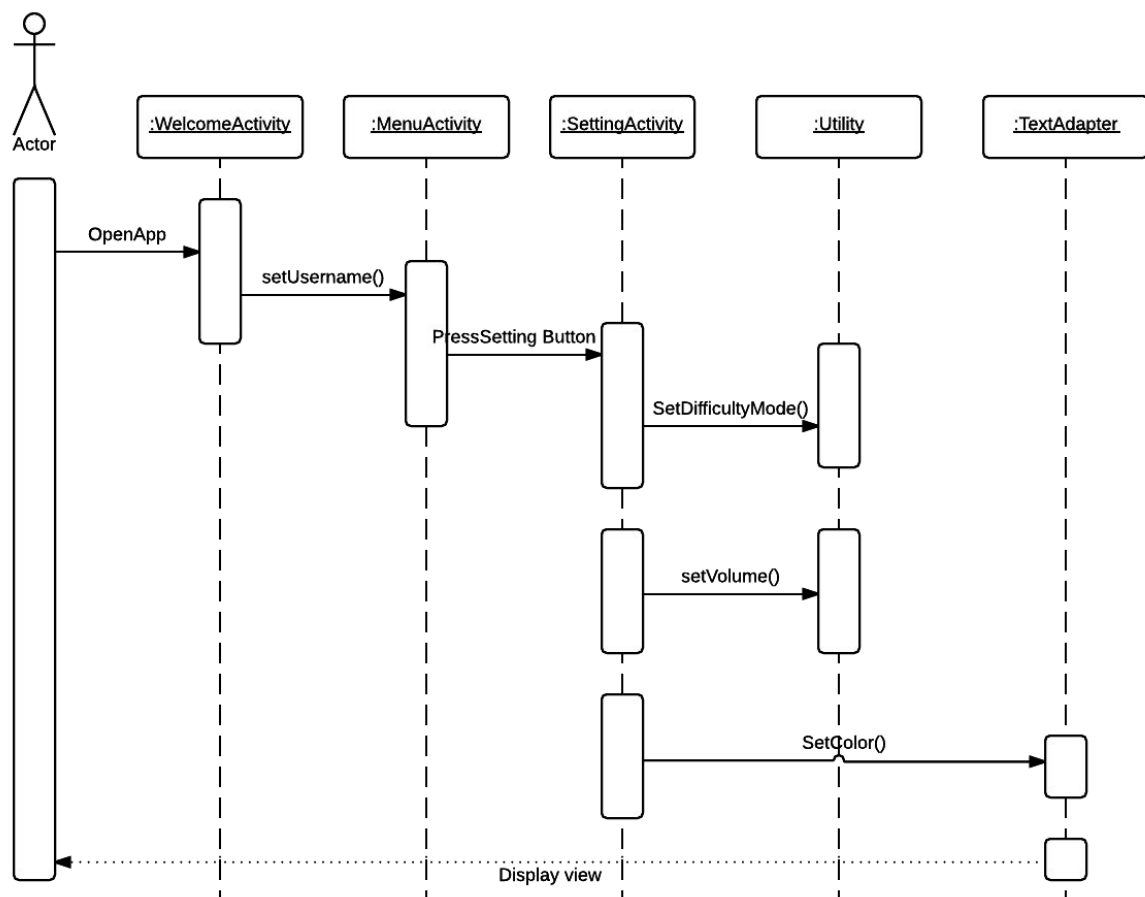 Actor
:WelcomeActivity
:MenuActivity
:SettingActivity
:Utility
:TextAdapter
OpenApp
setUsername()
PressSetting Button
SetDifficultyMode()
setVolume()
SetColor()
Display view